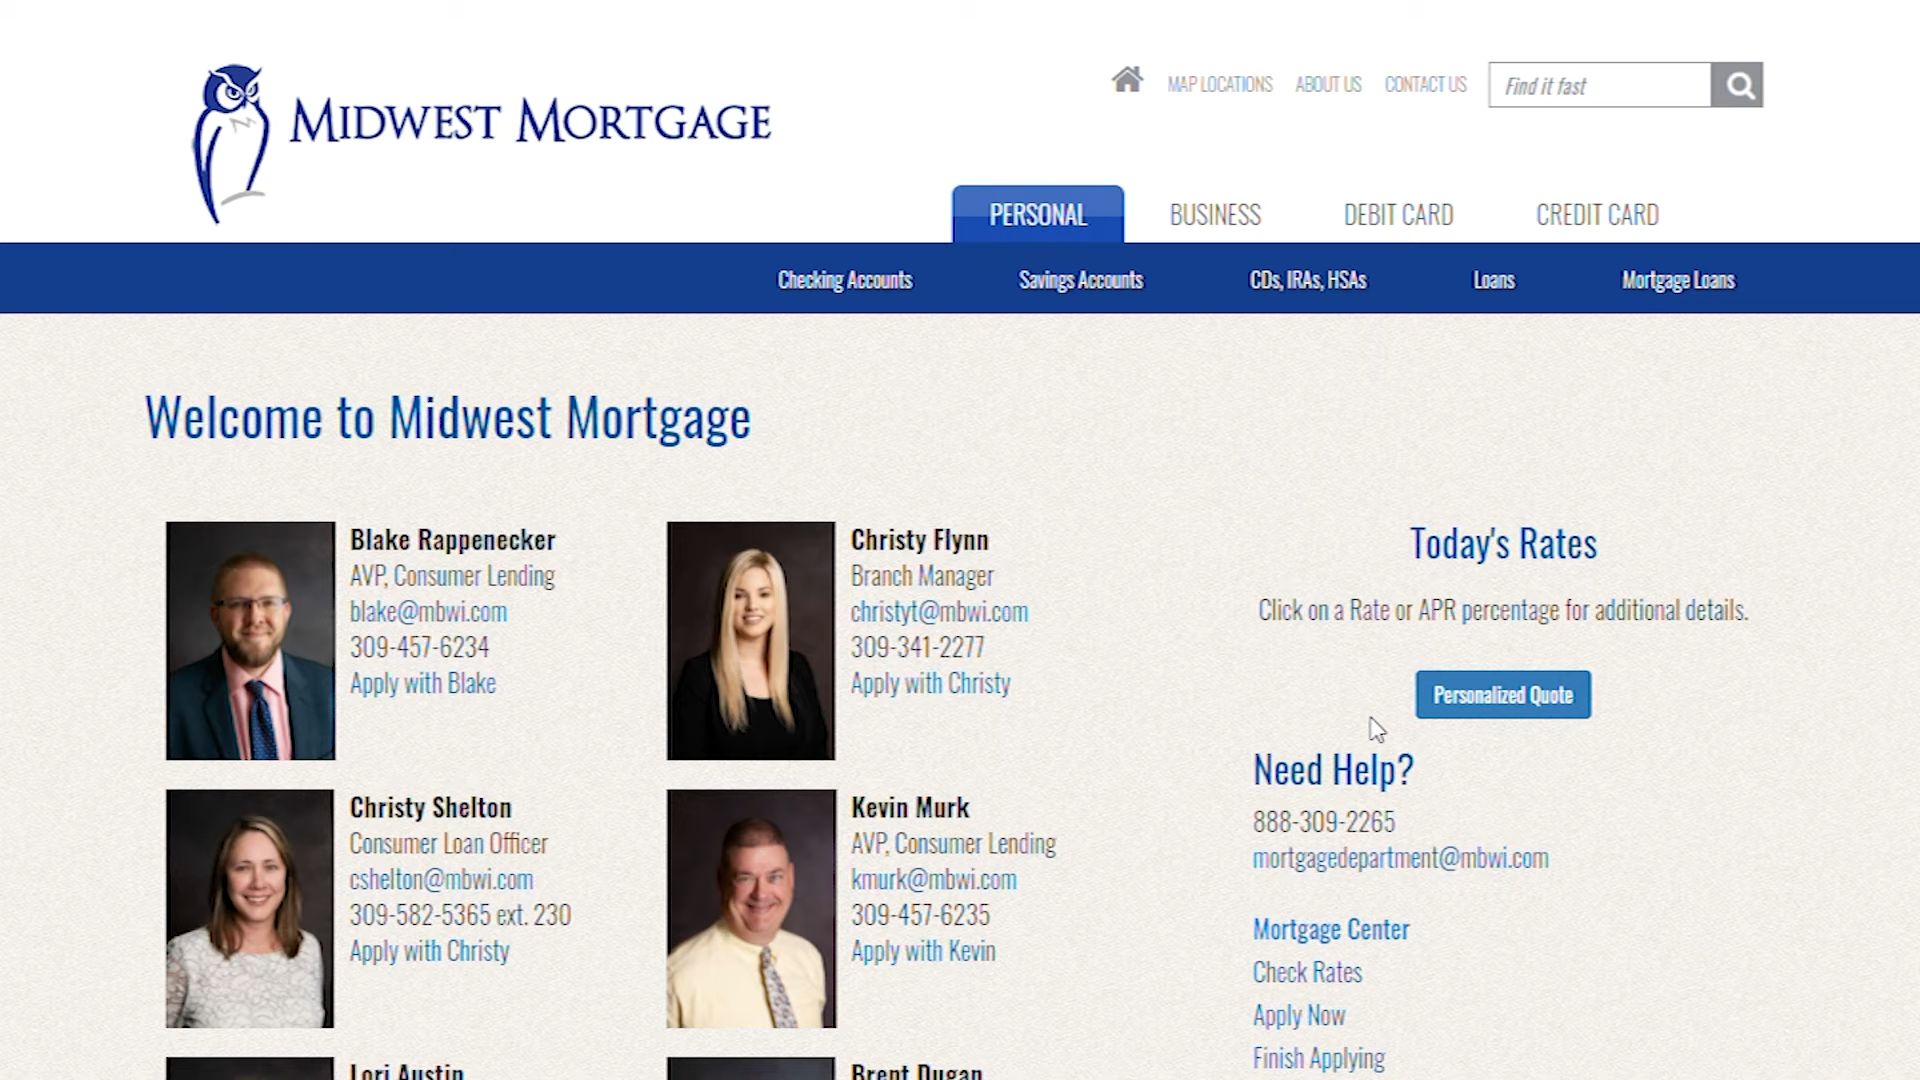 MIDWEST MORTGAGE
MAP LOCATIONS
ABOUT US
CONTACT US
Find it fast
PERSONAL
BUSINESS
DEBIT CARD
CREDIT CARD
Checking Accounts
Savings Accounts
CDs, IRAs, HSAs
Loans
Mortgage Loans
Welcome to Midwest Mortgage
Blake Rappenecker
AVP, Consumer Lending
blake@mbwi.com
309-457-6234
Apply with Blake
Christy Flynn
Branch Manager
christyt@mbwi.com
309-341-2277
Apply with Christy
Christy Shelton
Consumer Loan Officer
cshelton@mbwi.com
309-582-5365 ext. 230
Apply with Christy
Kevin Murk
AVP, Consumer Lending
kmurk@mbwi.com
309-457-6235
Apply with Kevin
Lori Austin
Brent Dugan
Today's Rates
Click on a Rate or APR percentage for additional details.
Personalized Quote
Need Help?
888-309-2265
mortgagedepartment@mbwi.com
Mortgage Center
Check Rates
Apply Now
Finish Applying